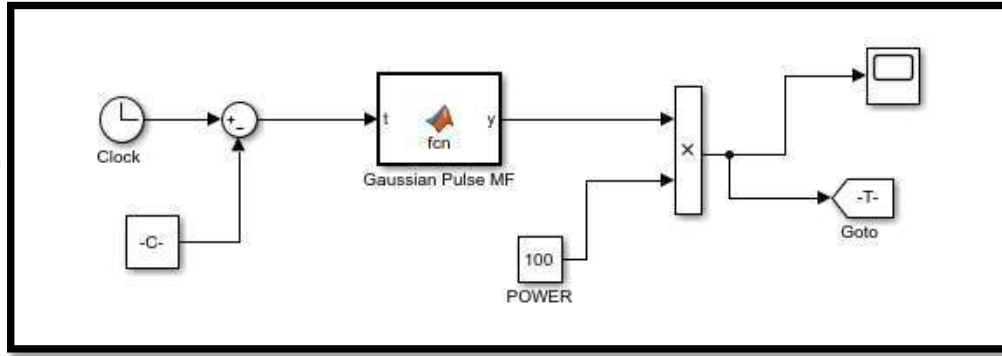 Clock
+
-
-C-
t
fcn
y
Gaussian Pulse MF
100
POWER
×
-T-
Goto